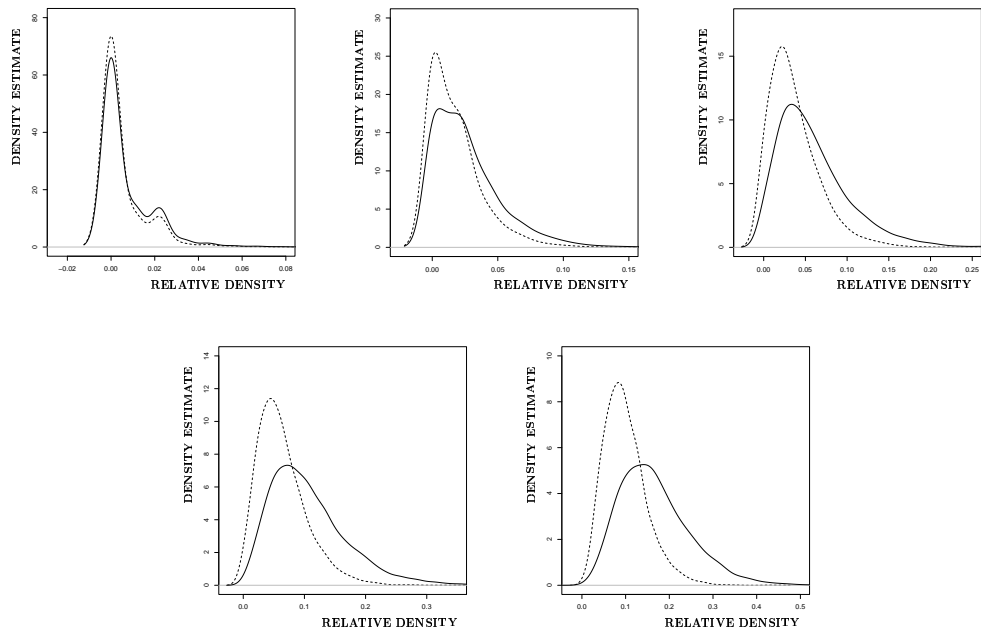 DENSITY ESTIMATE
0 20 40 60 80
−0.02 0.00 0.02 0.04 0.06 0.08
RELATIVE DENSITY
DENSITY ESTIMATE
0 5 10 15 20 25 30
0.00 0.05 0.10 0.15
RELATIVE DENSITY
DENSITY ESTIMATE
0 5 10 15
0.00 0.05 0.10 0.15 0.20 0.25
RELATIVE DENSITY
DENSITY ESTIMATE
0 2 4 6 8 10 12 14
0.0 0.1 0.2 0.3
RELATIVE DENSITY
DENSITY ESTIMATE
0 2 4 6 8 10
0.0 0.1 0.2 0.3 0.4 0.5
RELATIVE DENSITY